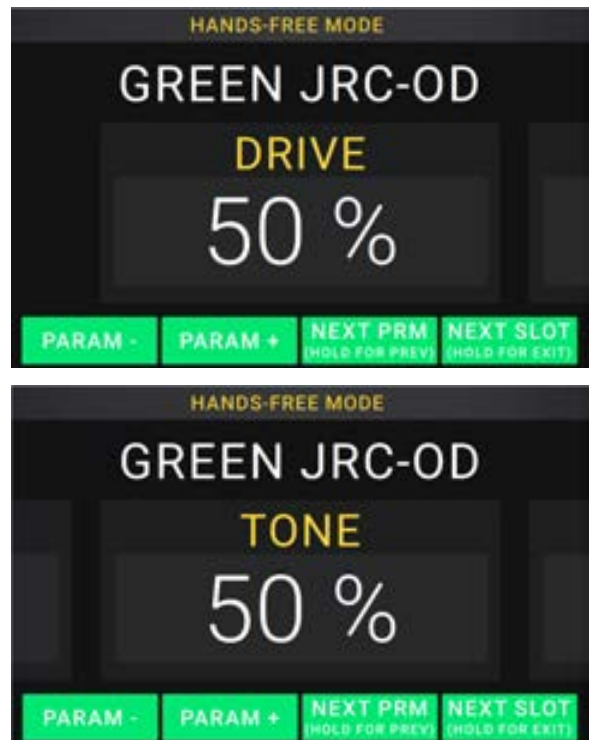 HANDS-FREE MODE
GREEN JRC-OD
DRIVE
50 %
PARAM - PARAM + NEXT PRM NEXT SLOT
(HOLD FOR PREV) (HOLD FOR EXIT)
HANDS-FREE MODE
GREEN JRC-OD
TONE
50 %
PARAM - PARAM + NEXT PRM NEXT SLOT
(HOLD FOR PREV) (HOLD FOR EXIT)